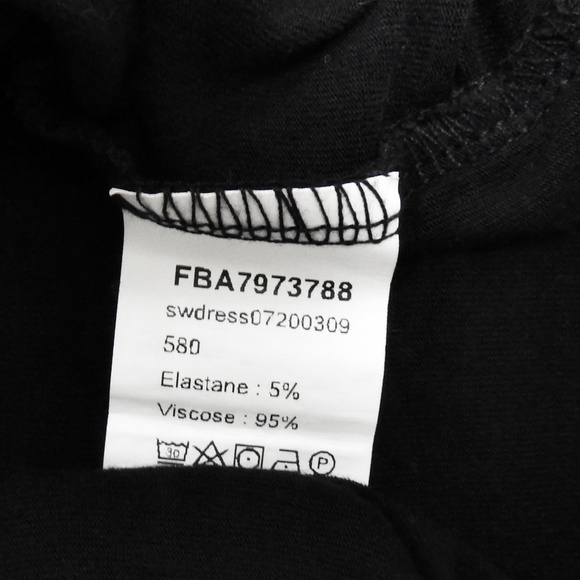 FBA7973788
swdress07200309
580
Elastane : 5%
Viscose : 95%
30 P